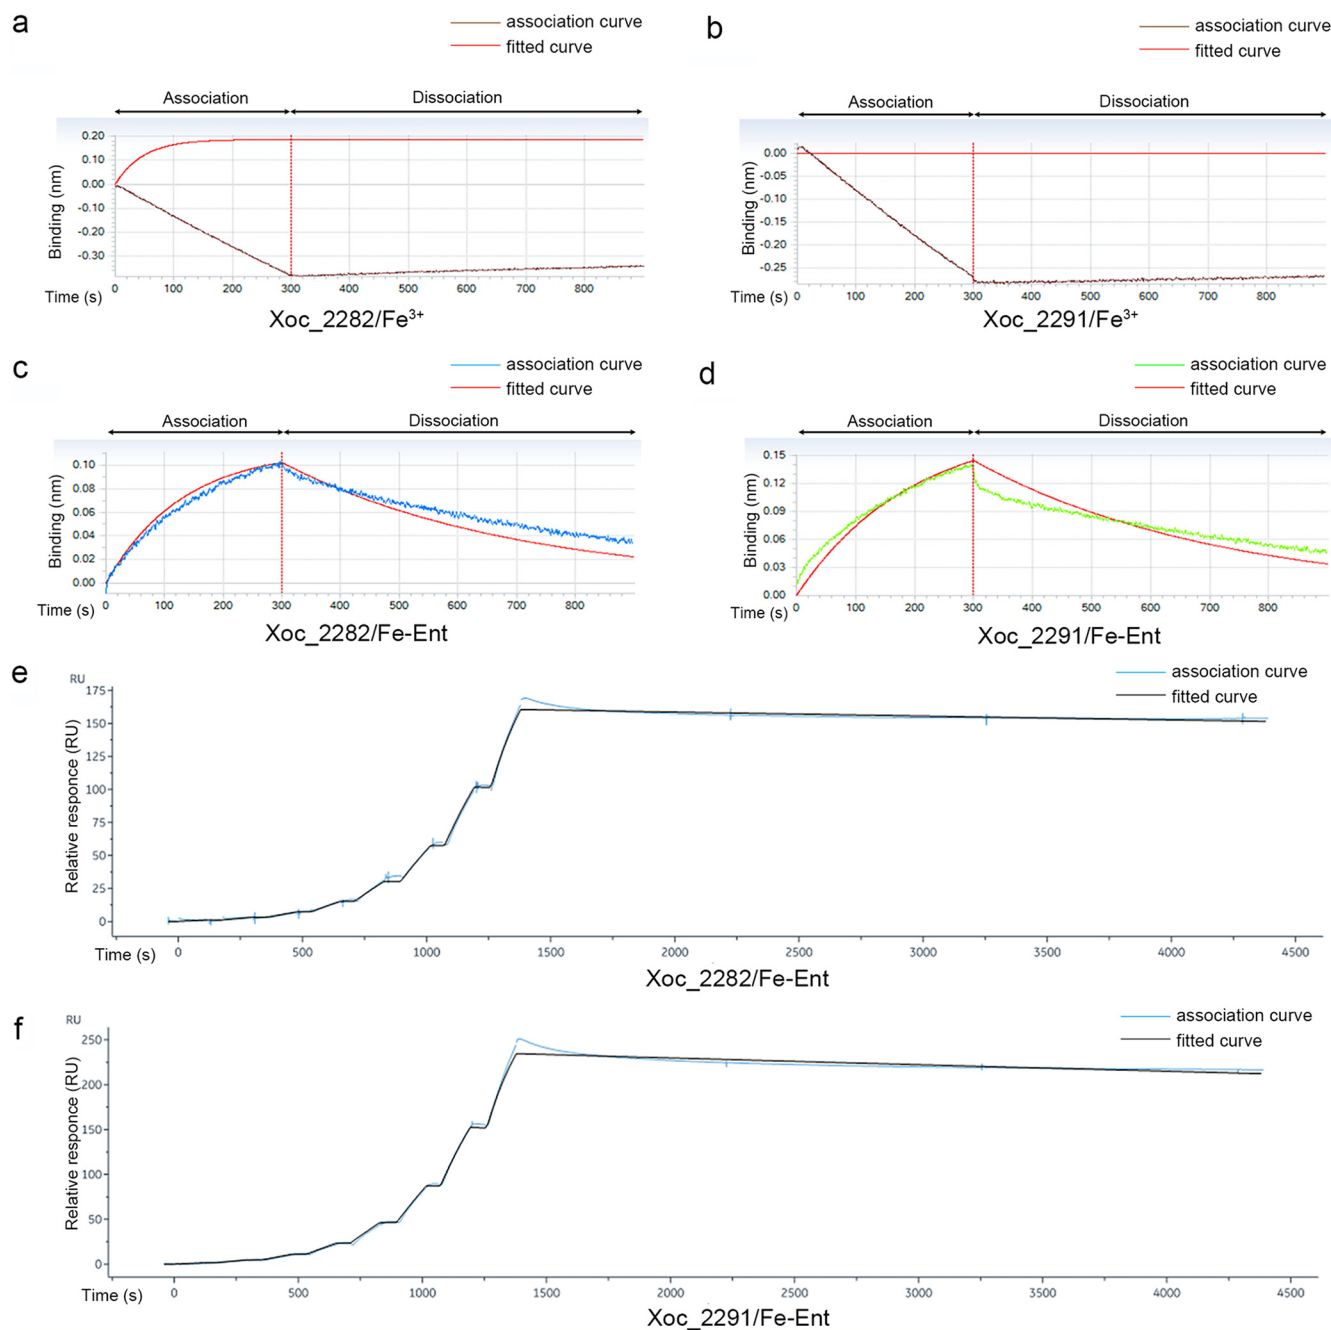 a
association curve
fitted curve
Association
Dissociation
Binding (nm)
0.20
0.10
0.00
-0.10
-0.20
-0.30
Time (s)
0 100 200 300 400 500 600 700 800
Xoc_2282/Fe³⁺
b
association curve
fitted curve
Association
Dissociation
Binding (nm)
0.00
-0.05
-0.10
-0.15
-0.20
-0.25
Time (s)
0 100 200 300 400 500 600 700 800
Xoc_2291/Fe³⁺
c
association curve
fitted curve
Association
Dissociation
Binding (nm)
0.10
0.08
0.06
0.04
0.02
0.00
Time (s)
0 100 200 300 400 500 600 700 800
Xoc_2282/Fe-Ent
d
association curve
fitted curve
Association
Dissociation
Binding (nm)
0.15
0.12
0.09
0.06
0.03
0.00
Time (s)
0 100 200 300 400 500 600 700 800
Xoc_2291/Fe-Ent
e
RU
association curve
fitted curve
Relative responce (RU)
175
150
125
100
75
50
25
0
Time (s)
0 500 1000 1500 2000 2500 3000 3500 4000 4500
Xoc_2282/Fe-Ent
f
RU
association curve
fitted curve
Relative responce (RU)
250
200
150
100
50
0
Time (s)
0 500 1000 1500 2000 2500 3000 3500 4000 4500
Xoc_2291/Fe-Ent